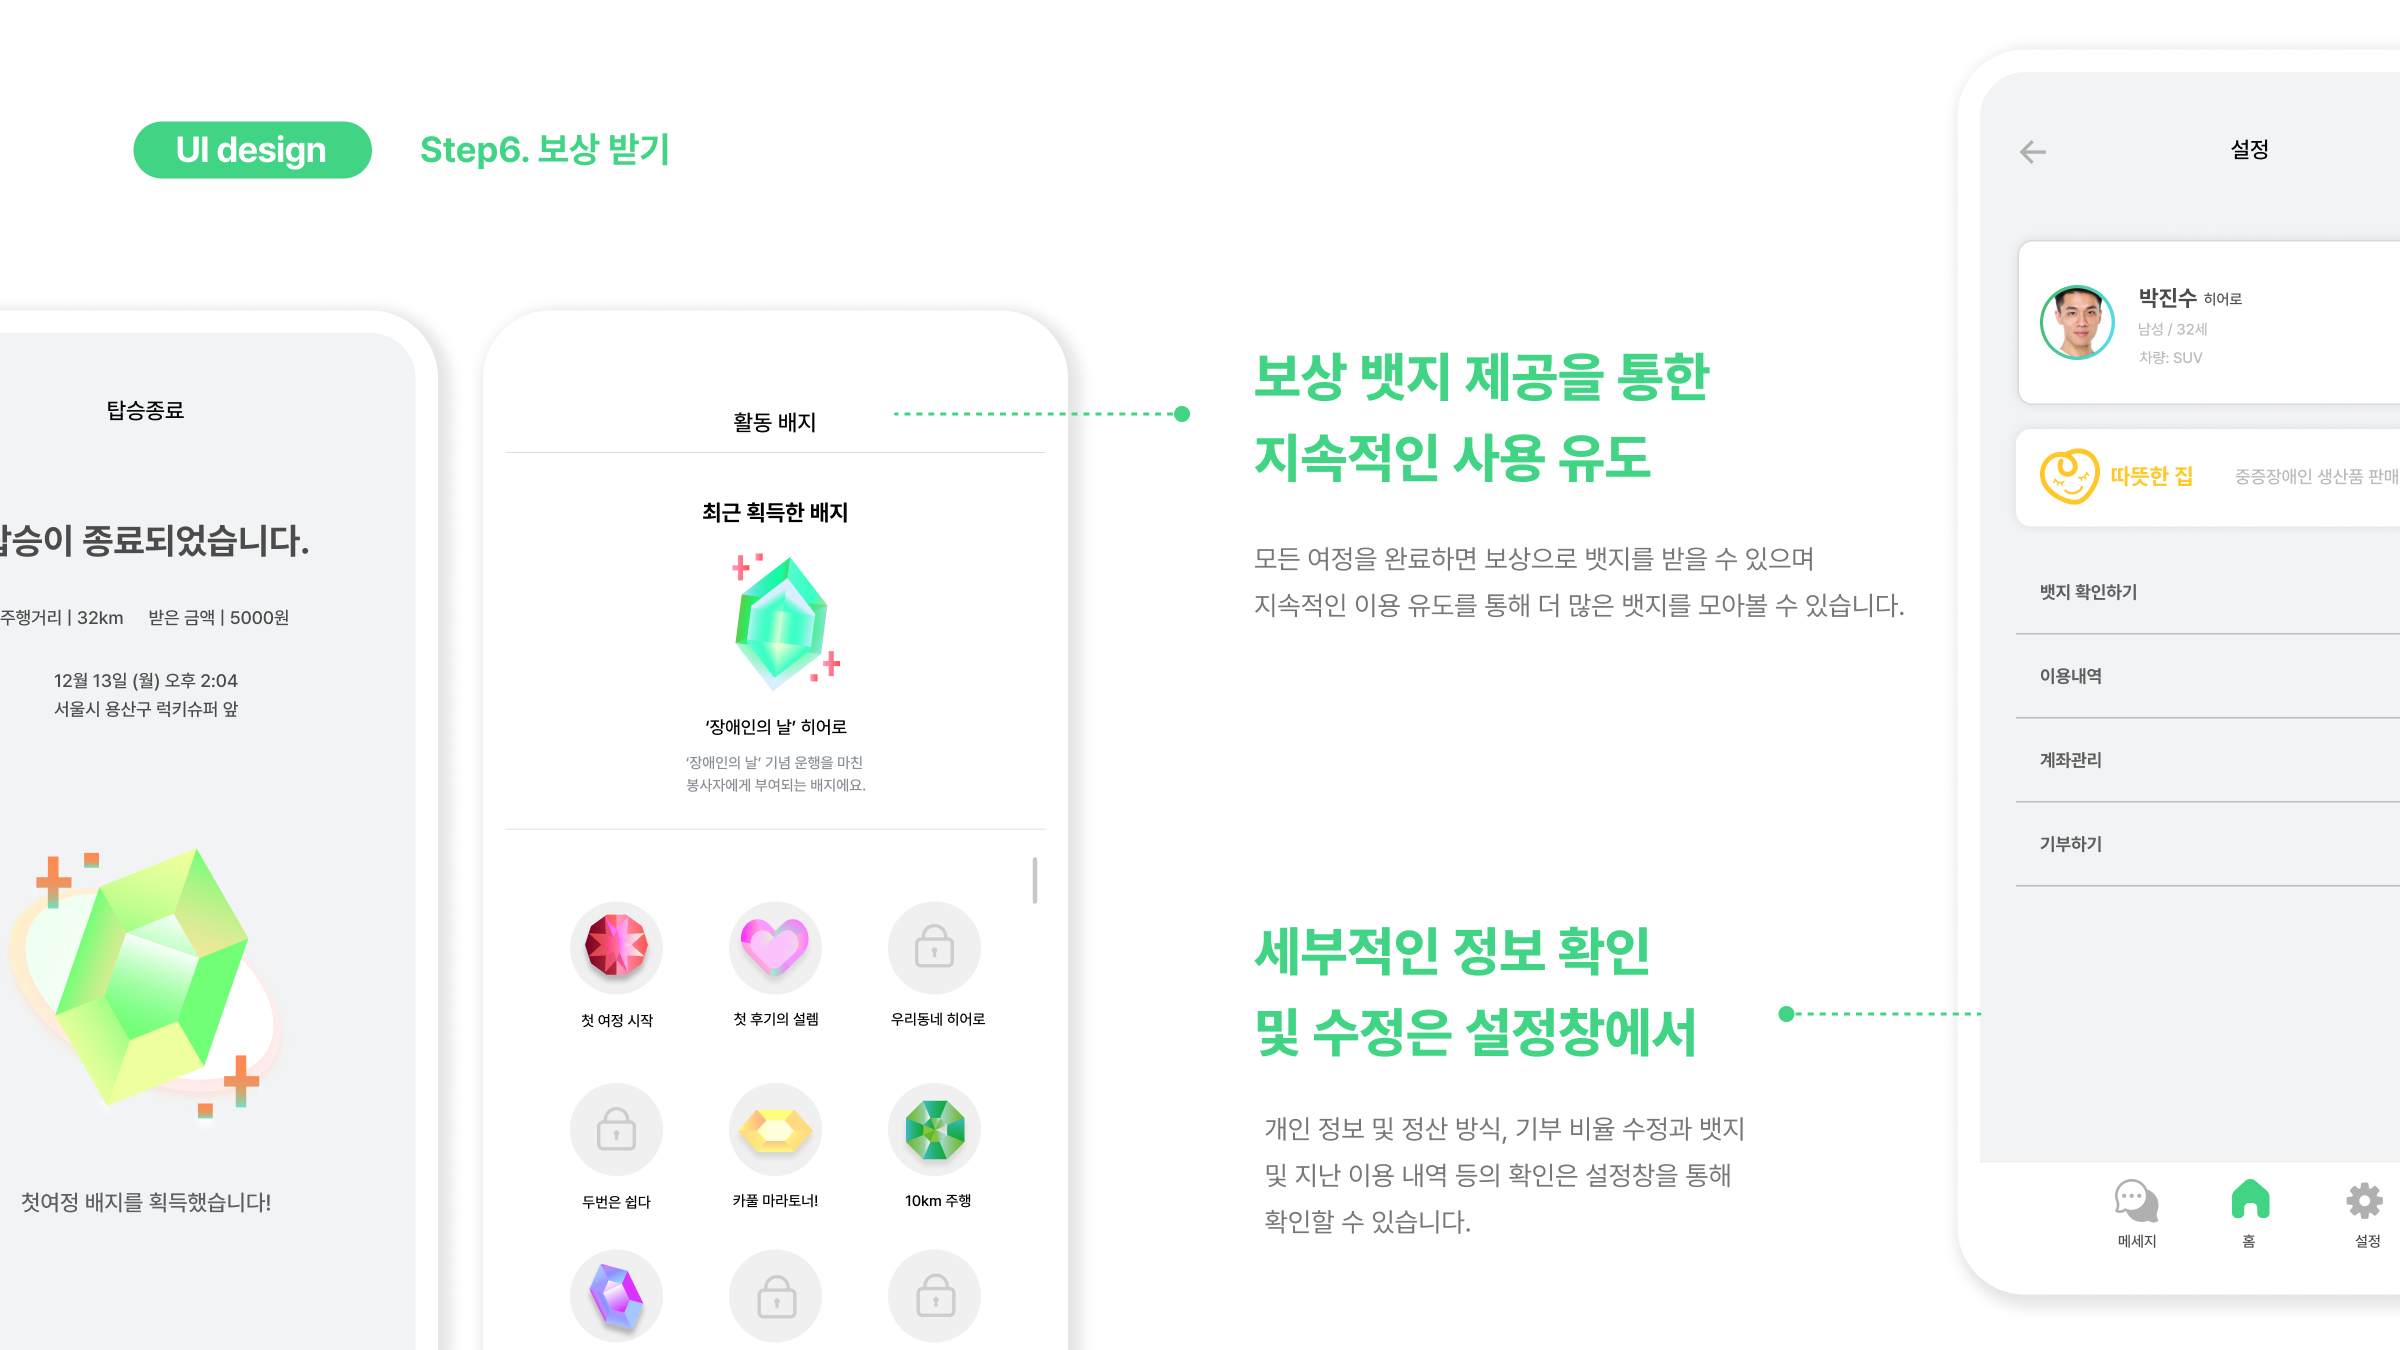 UI design
Step6. 보상 받기
탑승종료
탑승이 종료되었습니다.
주행거리 | 32km 받은 금액 | 5000원
12월 13일 (월) 오후 2:04
서울시 용산구 럭키슈퍼 앞
첫여정 배지를 획득했습니다!
활동 배지
최근 획득한 배지
‘장애인의 날’ 히어로
‘장애인의 날’ 기념 운행을 마친
봉사자에게 부여되는 배지에요.
첫 여정 시작
첫 후기의 설렘
우리동네 히어로
두번은 쉽다
카풀 마라토너!
10km 주행
보상 뱃지 제공을 통한
지속적인 사용 유도
모든 여정을 완료하면 보상으로 뱃지를 받을 수 있으며
지속적인 이용 유도를 통해 더 많은 뱃지를 모아볼 수 있습니다.
세부적인 정보 확인
및 수정은 설정창에서
개인 정보 및 정산 방식, 기부 비율 수정과 뱃지
및 지난 이용 내역 등의 확인은 설정창을 통해
확인할 수 있습니다.
설정
박진수 히어로
남성 / 32세
차량: SUV
따뜻한 집
중증장애인 생산품 판매
뱃지 확인하기
이용내역
계좌관리
기부하기
메세지
홈
설정